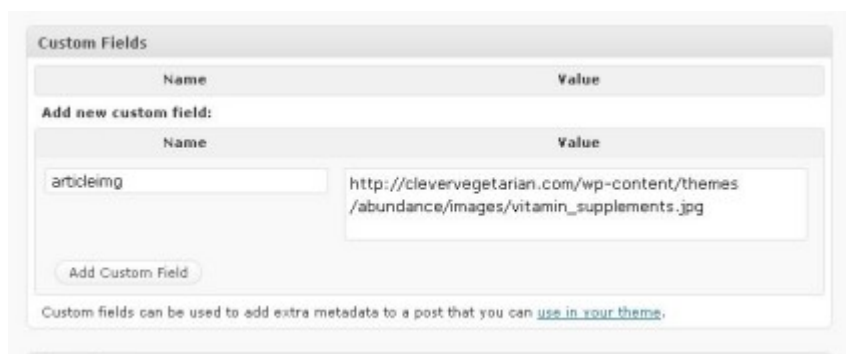 Custom Fields
Name Value
Add new custom field:
Name Value
articleimg
http://clevervegetarian.com/wp-content/themes
/abundance/images/vitamin_supplements.jpg
Add Custom Field
Custom fields can be used to add extra metadata to a post that you can use in your theme.